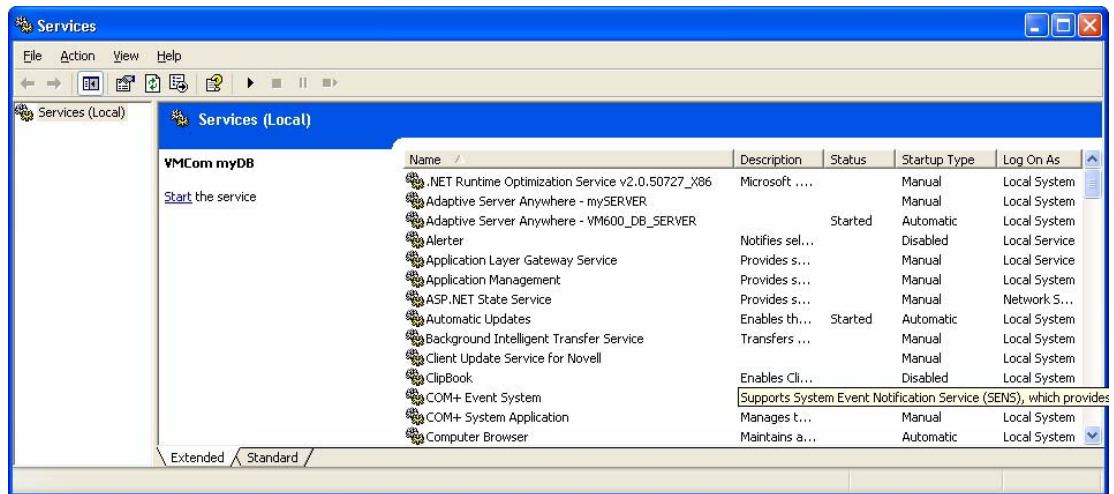 Services
File Action View Help
Services (Local)
Services (Local)
VMCom myDB
Start the service
Name Description Status Startup Type Log On As
.NET Runtime Optimization Service v2.0.50727_X86 Microsoft .... Manual Local System
Adaptive Server Anywhere - mySERVER Manual Local System
Adaptive Server Anywhere - VM600_DB_SERVER Started Automatic Local System
Alerter Notifies sel... Disabled Local Service
Application Layer Gateway Service Provides s... Manual Local Service
Application Management Provides s... Manual Local System
ASP.NET State Service Provides s... Manual Network S...
Automatic Updates Enables th... Started Automatic Local System
Background Intelligent Transfer Service Transfers ... Manual Local System
Client Update Service for Novell Manual Local System
ClipBook Enables Cli... Disabled Local System
COM+ Event System Supports System Event Notification Service (SENS), which provides
COM+ System Application Manages t... Manual Local System
Computer Browser Maintains a... Automatic Local System
Extended Standard